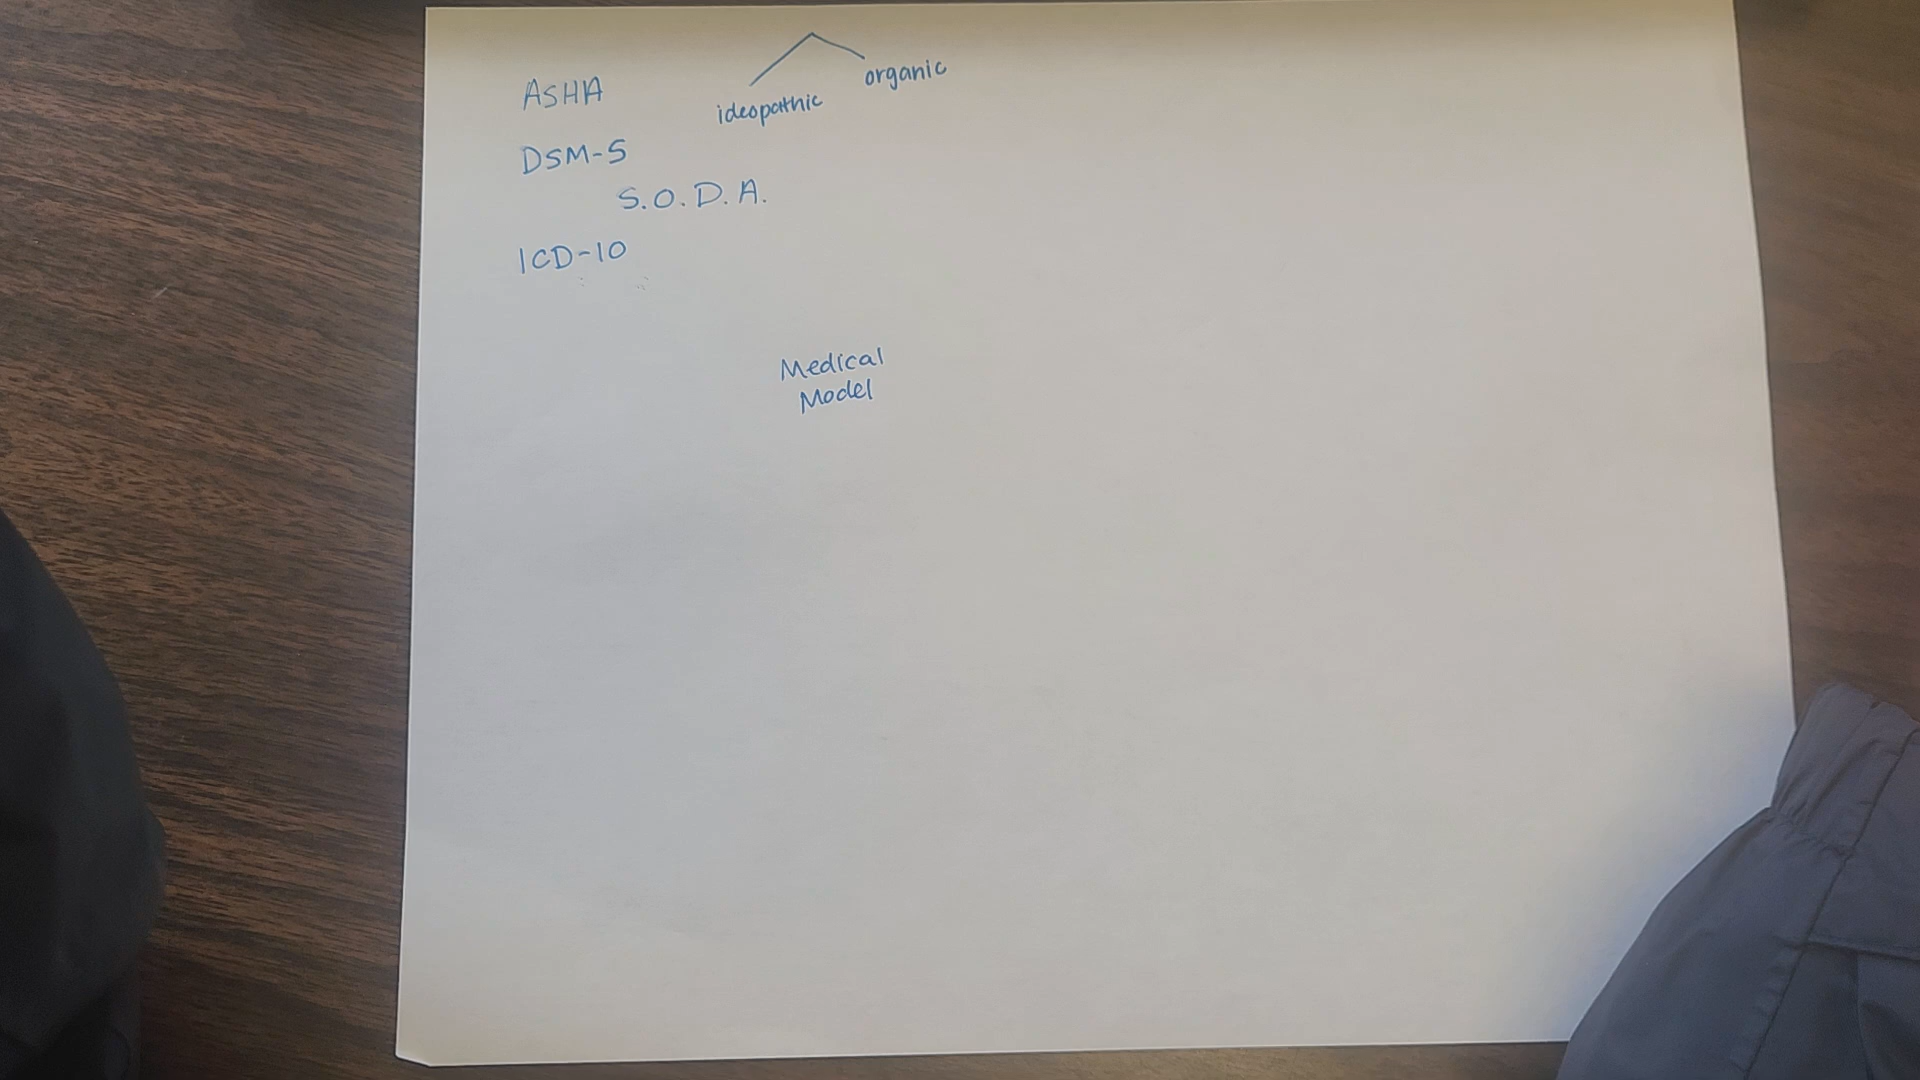 ASHA
ideopathic
organic
DSM-5
S.O.D.A.
ICD-10
Medical
Model